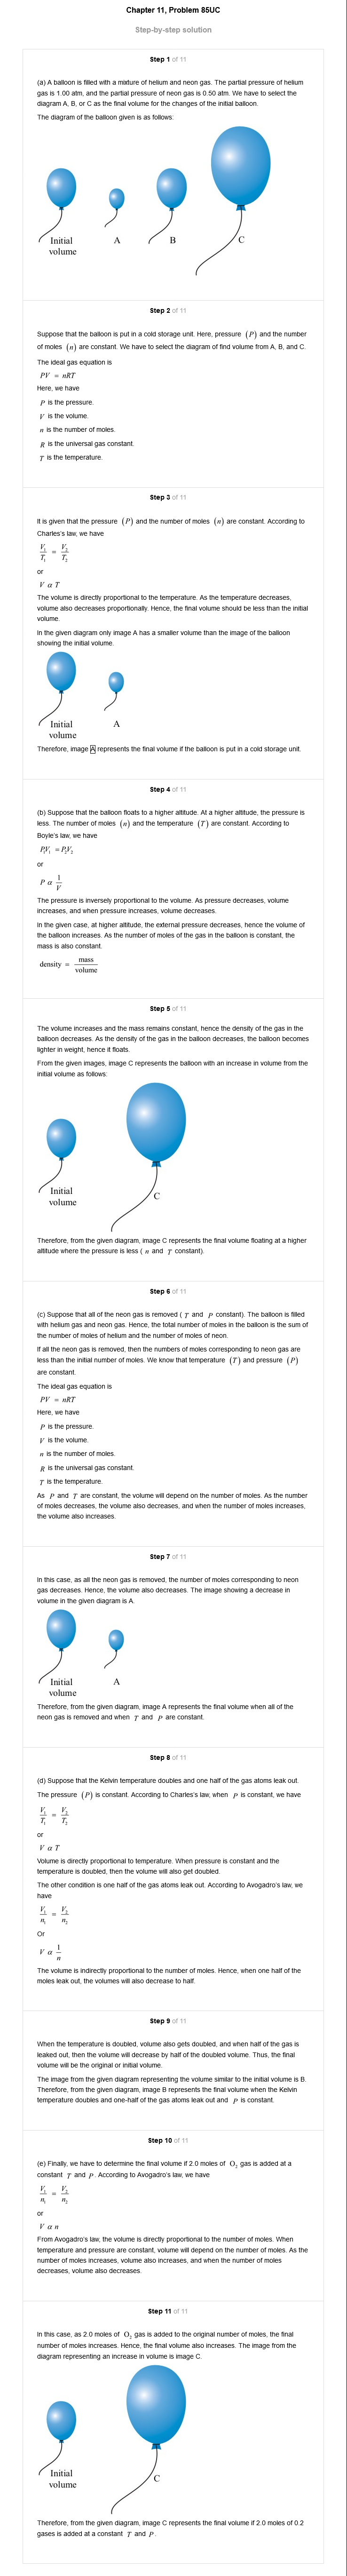 Chapter 11, Problem 85UC
Step-by-step solution
Step 1 of 11
(a) A balloon is filled with a mixture of helium and neon gas. The partial pressure of helium
gas is 1.00 atm, and the partial pressure of neon gas is 0.50 atm. We have to select the
diagram A, B, or C as the final volume for the changes of the initial balloon.
The diagram of the balloon given is as follows:
Initial
volume
A
B
C
Step 2 of 11
Suppose that the balloon is put in a cold storage unit. Here, pressure (P) and the number
of moles (n) are constant. We have to select the diagram of find volume from A, B, and C.
The ideal gas equation is
PV = nRT
Here, we have
P is the pressure.
V is the volume.
n is the number of moles.
R is the universal gas constant.
T is the temperature.
Step 3 of 11
It is given that the pressure (P) and the number of moles (n) are constant. According to
Charles's law, we have
V₁/T₁ = V₂/T₂
or
V α T
The volume is directly proportional to the temperature. As the temperature decreases,
volume also decreases proportionally. Hence, the final volume should be less than the initial
volume.
In the given diagram only image A has a smaller volume than the image of the balloon
showing the initial volume.
Initial
volume
A
Therefore, image A represents the final volume if the balloon is put in a cold storage unit.
Step 4 of 11
(b) Suppose that the balloon floats to a higher altitude. At a higher altitude, the pressure is
less. The number of moles (n) and the temperature (T) are constant. According to
Boyle's law, we have
P₁V₁ = P₂V₂
or
P α 1/V
The pressure is inversely proportional to the volume. As pressure decreases, volume
increases, and when pressure increases, volume decreases.
In the given case, at higher altitude, the external pressure decreases, hence the volume of
the balloon increases. As the number of moles of the gas in the balloon is constant, the
mass is also constant.
density = mass/volume
Step 5 of 11
The volume increases and the mass remains constant, hence the density of the gas in the
balloon decreases. As the density of the gas in the balloon decreases, the balloon becomes
lighter in weight, hence it floats.
From the given images, image C represents the balloon with an increase in volume from the
initial volume as follows:
Initial
volume
C
Therefore, from the given diagram, image C represents the final volume floating at a higher
altitude where the pressure is less ( n and T constant).
Step 6 of 11
(c) Suppose that all of the neon gas is removed ( T and P constant). The balloon is filled
with helium gas and neon gas. Hence, the total number of moles in the balloon is the sum of
the number of moles of helium and the number of moles of neon.
If all the neon gas is removed, then the numbers of moles corresponding to neon gas are
less than the initial number of moles. We know that temperature (T) and pressure (P)
are constant.
The ideal gas equation is
PV = nRT
Here, we have
P is the pressure.
V is the volume.
n is the number of moles.
R is the universal gas constant.
T is the temperature.
As P and T are constant, the volume will depend on the number of moles. As the number
of moles decreases, the volume also decreases, and when the number of moles increases,
the volume also increases.
Step 7 of 11
In this case, as all the neon gas is removed, the number of moles corresponding to neon
gas decreases. Hence, the volume also decreases. The image showing a decrease in
volume in the given diagram is A.
Initial
volume
A
Therefore, from the given diagram, image A represents the final volume when all of the
neon gas is removed and when T and P are constant.
Step 8 of 11
(d) Suppose that the Kelvin temperature doubles and one half of the gas atoms leak out.
The pressure (P) is constant. According to Charles's law, when P is constant, we have
V₁/T₁ = V₂/T₂
or
V α T
Volume is directly proportional to temperature. When pressure is constant and the
temperature is doubled, then the volume will also get doubled.
The other condition is one half of the gas atoms leak out. According to Avogadro's law, we
have
V₁/n₁ = V₂/n₂
Or
V α 1/n
The volume is indirectly proportional to the number of moles. Hence, when one half of the
moles leak out, the volumes will also decrease to half.
Step 9 of 11
When the temperature is doubled, volume also gets doubled, and when half of the gas is
leaked out, then the volume will decrease by half of the doubled volume. Thus, the final
volume will be the original or initial volume.
The image from the given diagram representing the volume similar to the initial volume is B.
Therefore, from the given diagram, image B represents the final volume when the Kelvin
temperature doubles and one-half of the gas atoms leak out and P is constant.
Step 10 of 11
(e) Finally, we have to determine the final volume if 2.0 moles of O₂ gas is added at a
constant T and P. According to Avogadro's law, we have
V₁/n₁ = V₂/n₂
or
V α n
From Avogadro's law, the volume is directly proportional to the number of moles. When
temperature and pressure are constant, volume will depend on the number of moles. As the
number of moles increases, volume also increases, and when the number of moles
decreases, volume also decreases.
Step 11 of 11
In this case, as 2.0 moles of O₂ gas is added to the original number of moles, the final
number of moles increases. Hence, the final volume also increases. The image from the
diagram representing an increase in volume is image C.
Initial
volume
C
Therefore, from the given diagram, image C represents the final volume if 2.0 moles of 0.2
gases is added at a constant T and P.